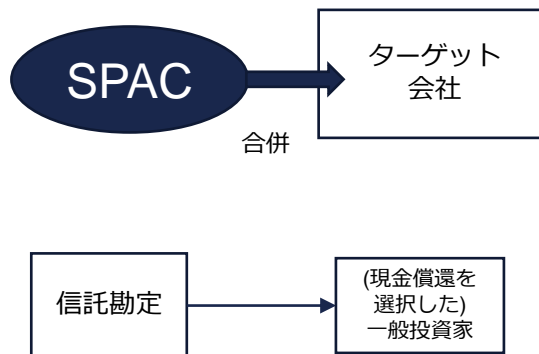 SPAC
ターゲット
会社
合併
信託勘定
(現金償還を
選択した)
一般投資家